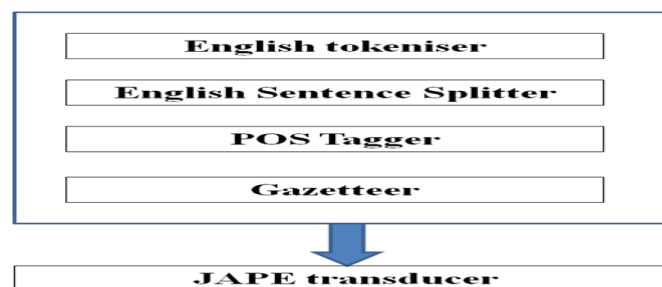 English tokeniser
English Sentence Splitter
POS Tagger
Gazetteer
JAPE transducer